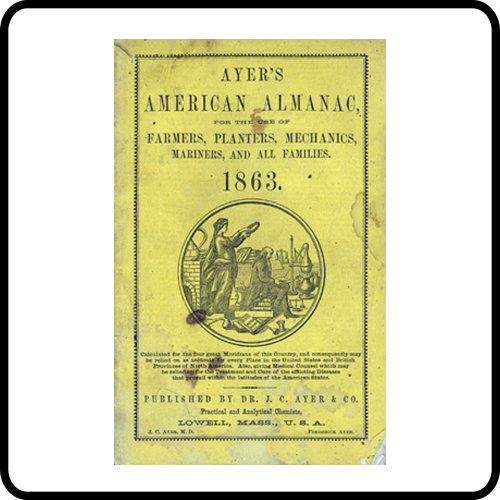 AYER'S
AMERICAN ALMANAC,
FOR THE USE OF
FARMERS, PLANTERS, MECHANICS,
MARINERS, AND ALL FAMILIES.
1863.
Calculated for the four great Meridians of this Country, and consequently may
be relied on as accurate for every Place in the United States and British
Provinces of North America. Also, giving Medical Counsel which may
be relied on for the Treatment and Cure of the afflicting Diseases
that prevail within the latitudes of the American States.
PUBLISHED BY DR. J. C. AYER & CO.
Practical and Analytical Chemists,
LOWELL, MASS., U. S. A.
J. C. AYER, M. D. FREDERICK AYER.